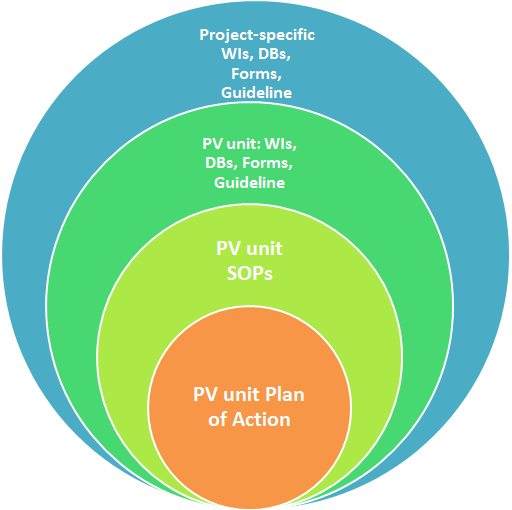 Project-specific
WIs, DBs,
Forms,
Guideline
PV unit: WIs,
DBs, Forms,
Guideline
PV unit
SOPs
PV unit Plan
of Action